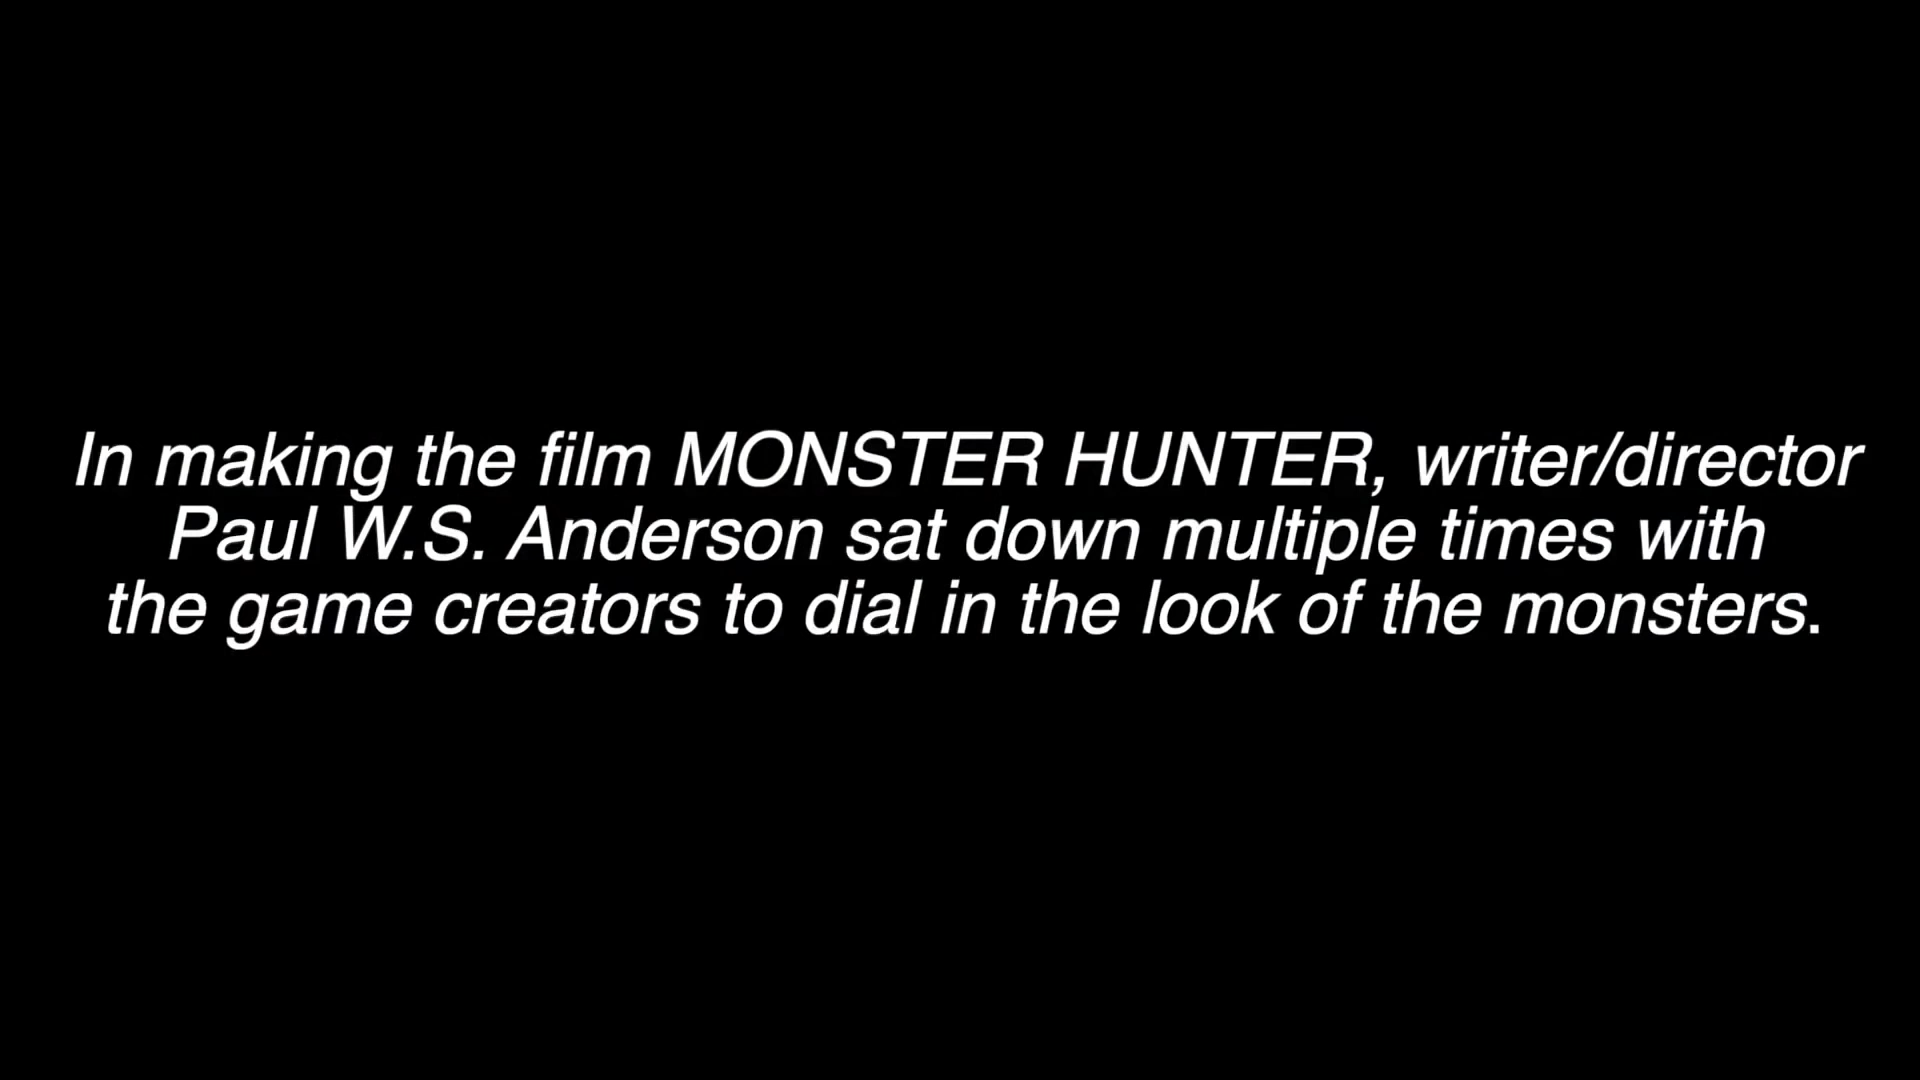 In making the film MONSTER HUNTER, writer/director
Paul W.S. Anderson sat down multiple times with
the game creators to dial in the look of the monsters.